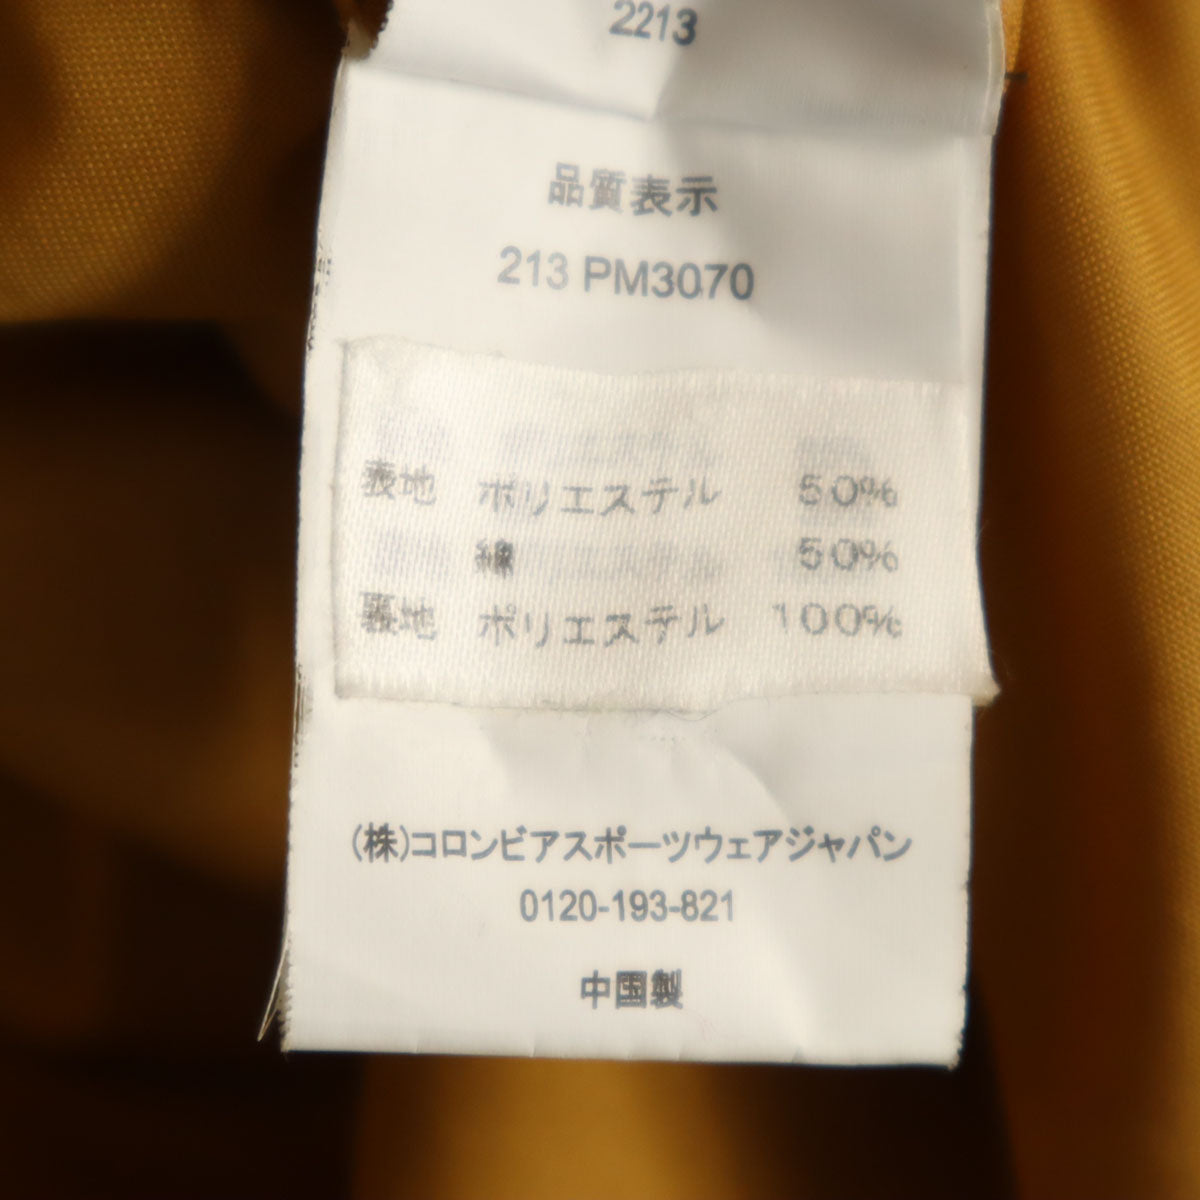 2213
品質表示
213 PM3070
表地 ポリエステル 50%
綿 50%
裏地 ポリエステル 100%
(株)コロンビアスポーツウェアジャパン
0120-193-821
中国製